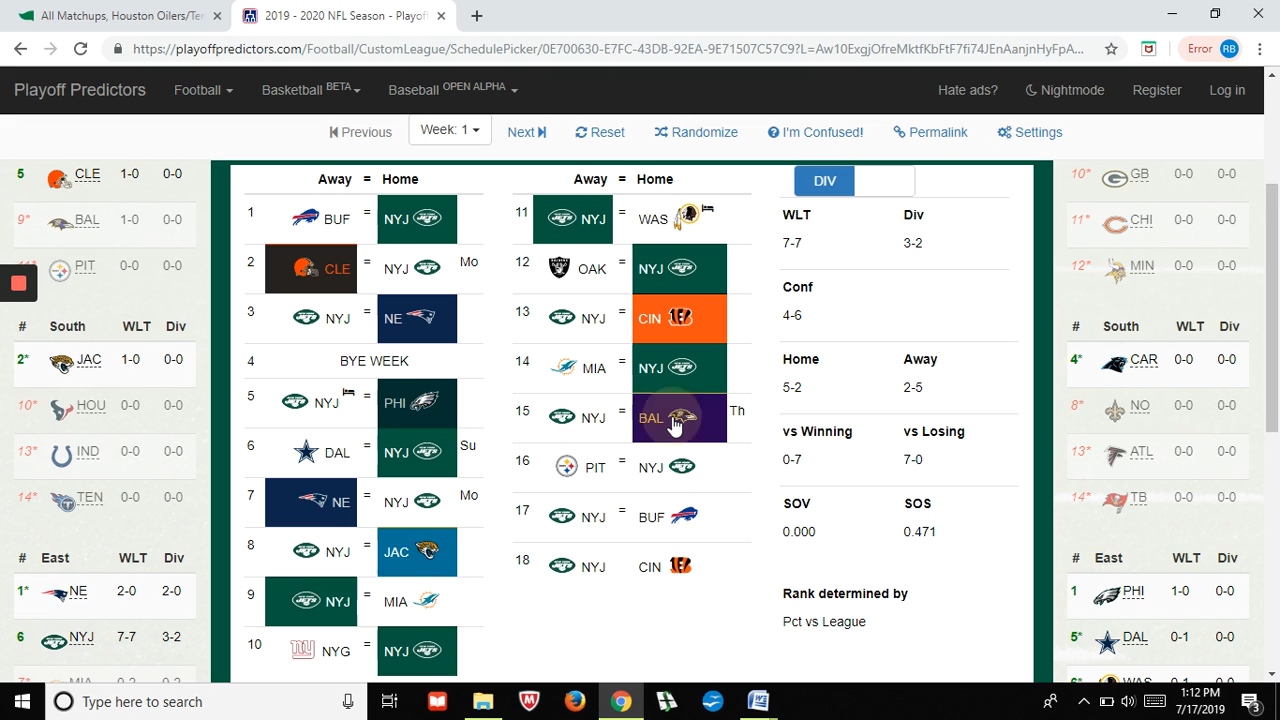 All Matchups, Houston Oilers/Ter
2019 - 2020 NFL Season - Playoff
https://playoffpredictors.com/Football/CustomLeague/SchedulePicker/0E700630-E7FC-43DB-92EA-9E71507C57C9?L=Aw10ExgjOfreMktfKbFtF7fi74JEnAanjnHyFpA...
Error RB
Playoff Predictors Football Basketball BETA Baseball OPEN ALPHA Hate ads? Nightmode Register Log in
Previous Week: 1 Next Reset Randomize I'm Confused! Permalink Settings
5 CLE 1-0 0-0
9* BAL 1-0 0-0
PIT 0-0 0-0
# South WLT Div
2* JAC 1-0 0-0
10* HOU 0-0 0-0
13* IND 0-0 0-0
14* TEN 0-0 0-0
# East WLT Div
1* NE 2-0 2-0
6 NYJ 7-7 3-2
Away = Home
1 BUF = NYJ
2 CLE = NYJ Mo
3 NYJ = NE
4 BYE WEEK
5 NYJ = PHI
6 DAL = NYJ Su
7 NE = NYJ Mo
8 NYJ = JAC
9 NYJ = MIA
10 NYG = NYJ
Away = Home
11 NYJ = WAS
12 OAK = NYJ
13 NYJ = CIN
14 MIA = NYJ
15 NYJ = BAL Th
16 PIT = NYJ
17 NYJ = BUF
18 NYJ CIN
DIV
WLT Div
7-7 3-2
Conf
4-6
Home Away
5-2 2-5
vs Winning vs Losing
0-7 7-0
SOV SOS
0.000 0.471
Rank determined by
Pct vs League
10* GB 0-0 0-0
11* CHI 0-0 0-0
12* MIN 0-0 0-0
# South WLT Div
4* CAR 0-0 0-0
8* NO 0-0 0-0
13* ATL 0-0 0-0
14* TB 0-0 0-0
# East WLT Div
1 PHI 1-0 0-0
5* DAL 0-1 0-0
Type here to search
1:12 PM
7/17/2019
3